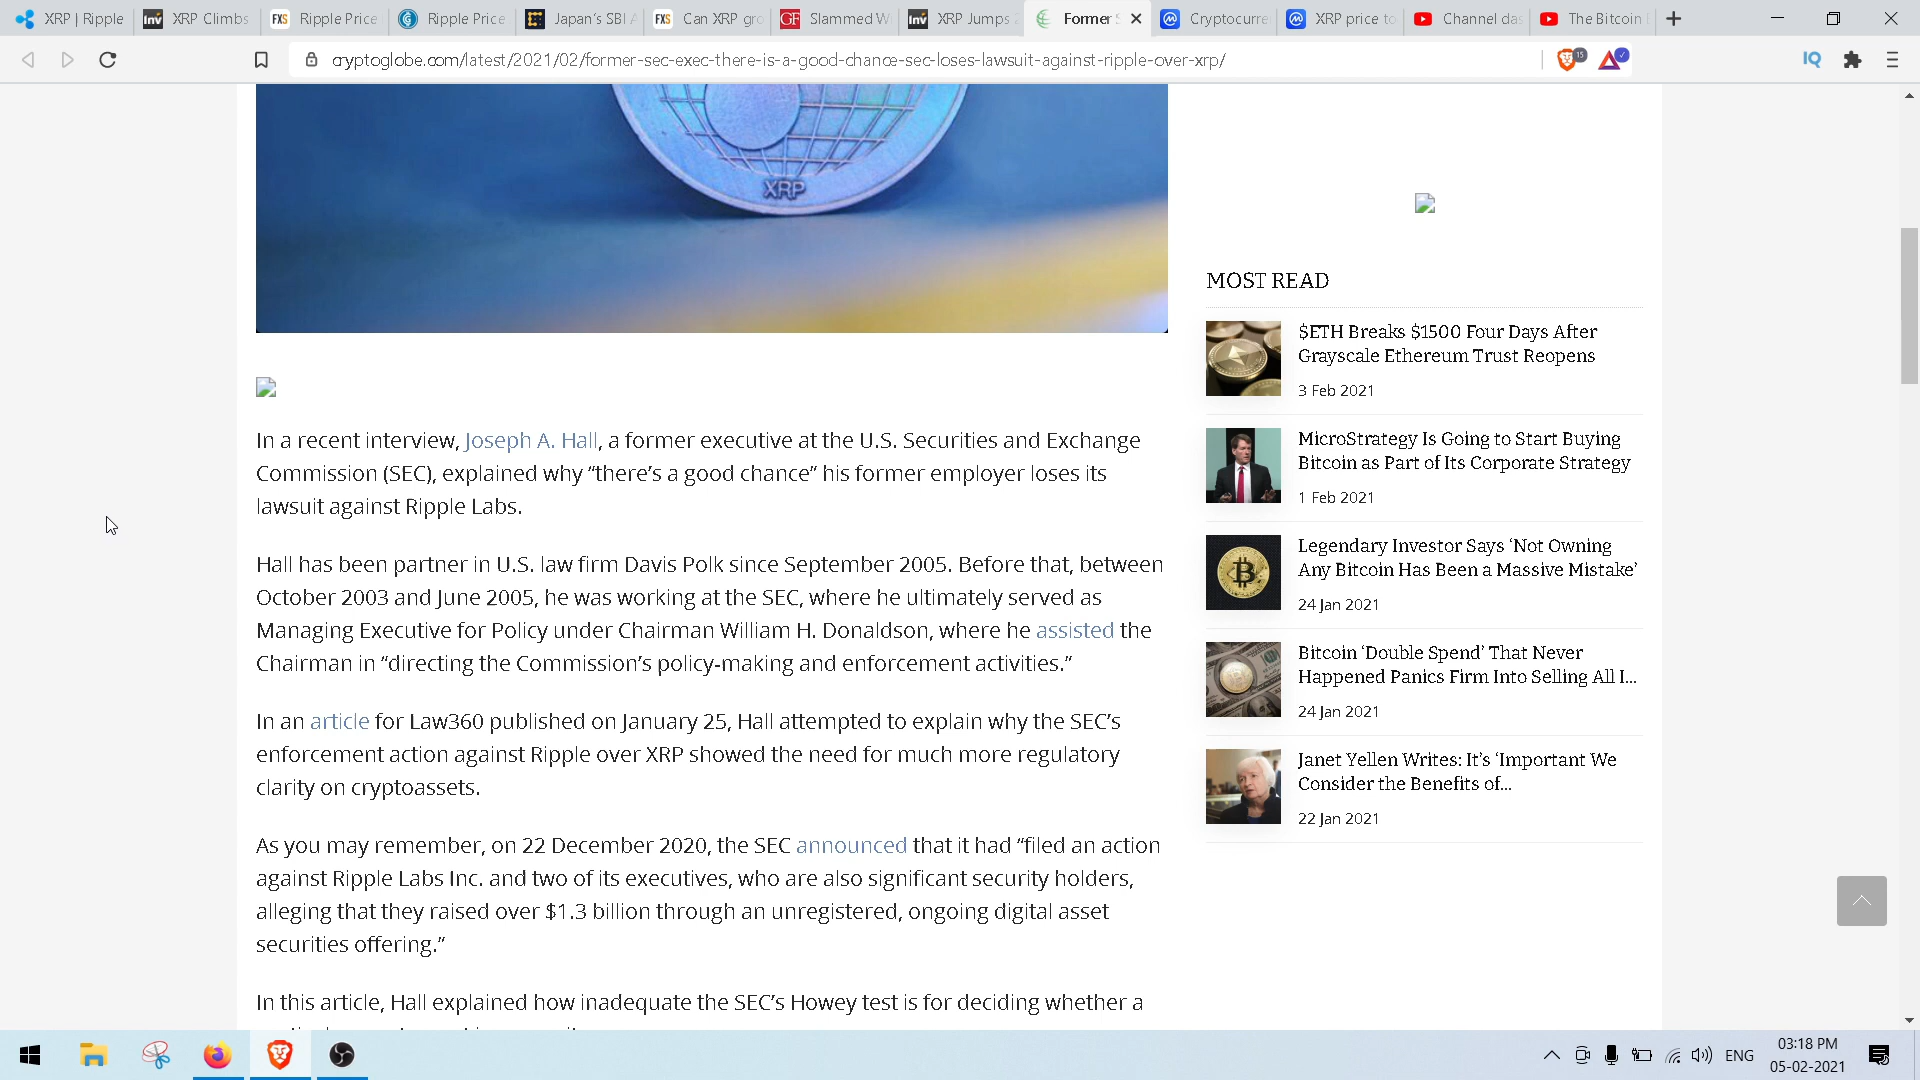 XRP | Ripple
XRP Climbs
Ripple Price
Ripple Price
Japan's SBI
Can XRP gro
Slammed W
XRP Jumps 2
Former S
Cryptocurre
XRP price to
Channel das
The Bitcoin
cryptoglobe.com/latest/2021/02/former-sec-exec-there-is-a-good-chance-sec-loses-lawsuit-against-ripple-over-xrp/
15
IQ
XRP
In a recent interview, Joseph A. Hall, a former executive at the U.S. Securities and Exchange
Commission (SEC), explained why “there’s a good chance” his former employer loses its
lawsuit against Ripple Labs.
Hall has been partner in U.S. law firm Davis Polk since September 2005. Before that, between
October 2003 and June 2005, he was working at the SEC, where he ultimately served as
Managing Executive for Policy under Chairman William H. Donaldson, where he assisted the
Chairman in “directing the Commission’s policy-making and enforcement activities.”
In an article for Law360 published on January 25, Hall attempted to explain why the SEC’s
enforcement action against Ripple over XRP showed the need for much more regulatory
clarity on cryptoassets.
As you may remember, on 22 December 2020, the SEC announced that it had “filed an action
against Ripple Labs Inc. and two of its executives, who are also significant security holders,
alleging that they raised over $1.3 billion through an unregistered, ongoing digital asset
securities offering.”
In this article, Hall explained how inadequate the SEC’s Howey test is for deciding whether a
MOST READ
$ETH Breaks $1500 Four Days After
Grayscale Ethereum Trust Reopens
3 Feb 2021
MicroStrategy Is Going to Start Buying
Bitcoin as Part of Its Corporate Strategy
1 Feb 2021
Legendary Investor Says ‘Not Owning
Any Bitcoin Has Been a Massive Mistake’
24 Jan 2021
Bitcoin ‘Double Spend’ That Never
Happened Panics Firm Into Selling All I...
24 Jan 2021
Janet Yellen Writes: It’s ‘Important We
Consider the Benefits of...
22 Jan 2021
ENG
03:18 PM
05-02-2021